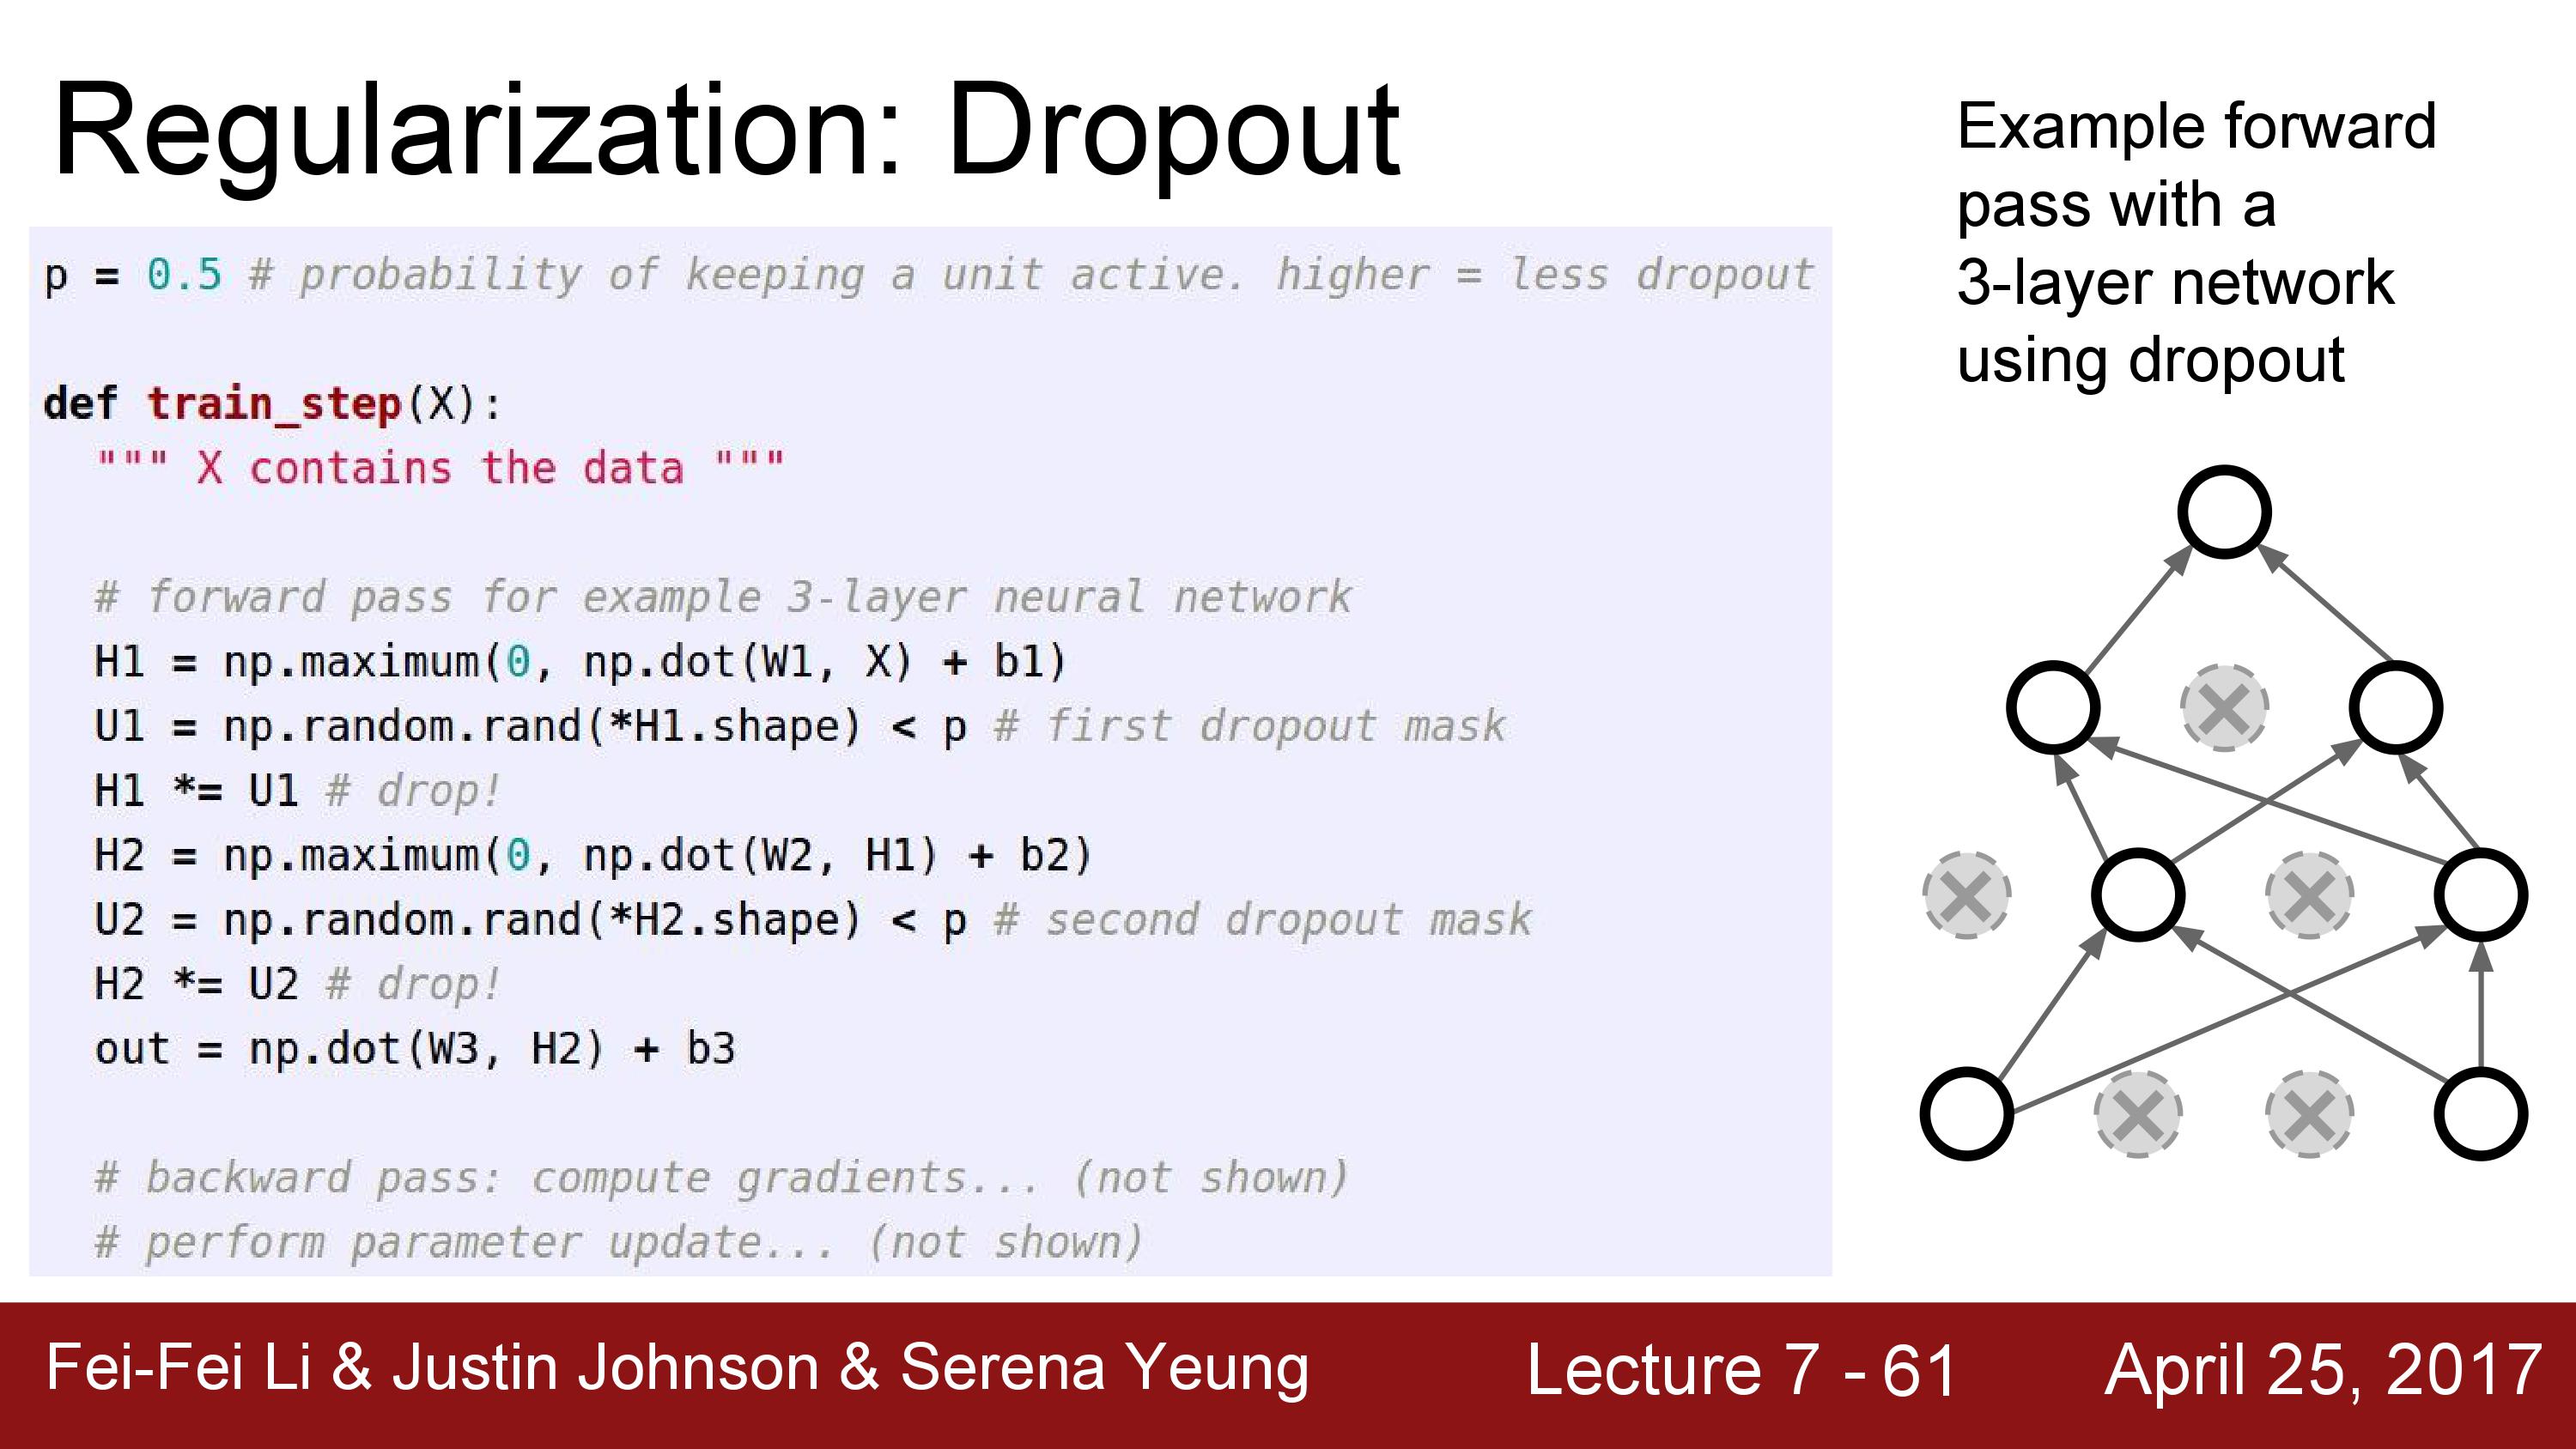 Regularization: Dropout
Example forward
pass with a
3-layer network
using dropout
p = 0.5 # probability of keeping a unit active. higher = less dropout
def train_step(X):
""" X contains the data """
# forward pass for example 3-layer neural network
H1 = np.maximum(0, np.dot(W1, X) + b1)
U1 = np.random.rand(*H1.shape) < p # first dropout mask
H1 *= U1 # drop!
H2 = np.maximum(0, np.dot(W2, H1) + b2)
U2 = np.random.rand(*H2.shape) < p # second dropout mask
H2 *= U2 # drop!
out = np.dot(W3, H2) + b3
# backward pass: compute gradients... (not shown)
# perform parameter update... (not shown)
Fei-Fei Li & Justin Johnson & Serena Yeung
Lecture 7 - 61
April 25, 2017